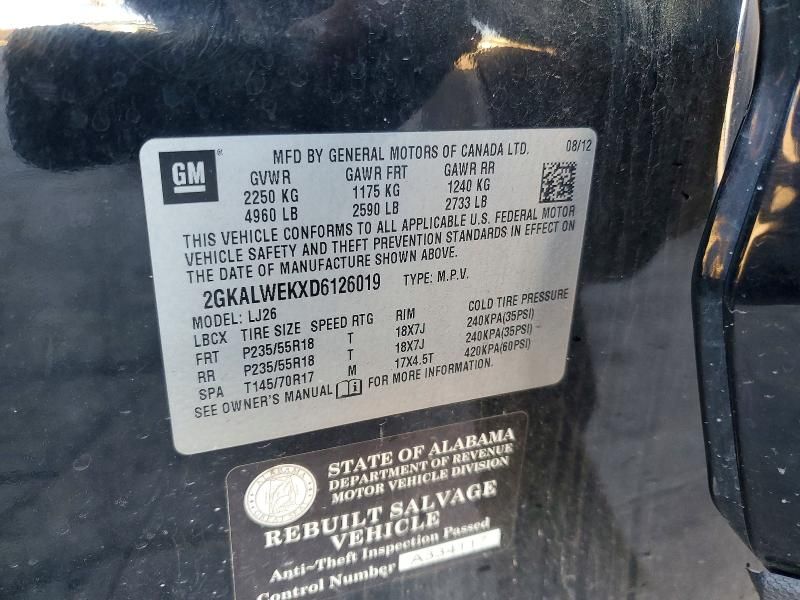 GM
MFD BY GENERAL MOTORS OF CANADA LTD. 08/12
GVWR GAWR FRT GAWR RR
2250 KG 1175 KG 1240 KG
4960 LB 2590 LB 2733 LB
THIS VEHICLE CONFORMS TO ALL APPLICABLE U.S. FEDERAL MOTOR
VEHICLE SAFETY AND THEFT PREVENTION STANDARDS IN EFFECT ON
THE DATE OF MANUFACTURE SHOWN ABOVE.
2GKALWEKXD6126019 TYPE: M.P.V.
MODEL: LJ26
LBCX TIRE SIZE SPEED RTG RIM COLD TIRE PRESSURE
FRT P235/55R18 T 18X7J 240KPA(35PSI)
RR P235/55R18 T 18X7J 240KPA(35PSI)
SPA T145/70R17 M 17X4.5T 420KPA(60PSI)
SEE OWNER'S MANUAL FOR MORE INFORMATION.
STATE OF ALABAMA
DEPARTMENT OF REVENUE
MOTOR VEHICLE DIVISION
REBUILT SALVAGE
VEHICLE
Anti~Theft Inspection Passed
Control Number